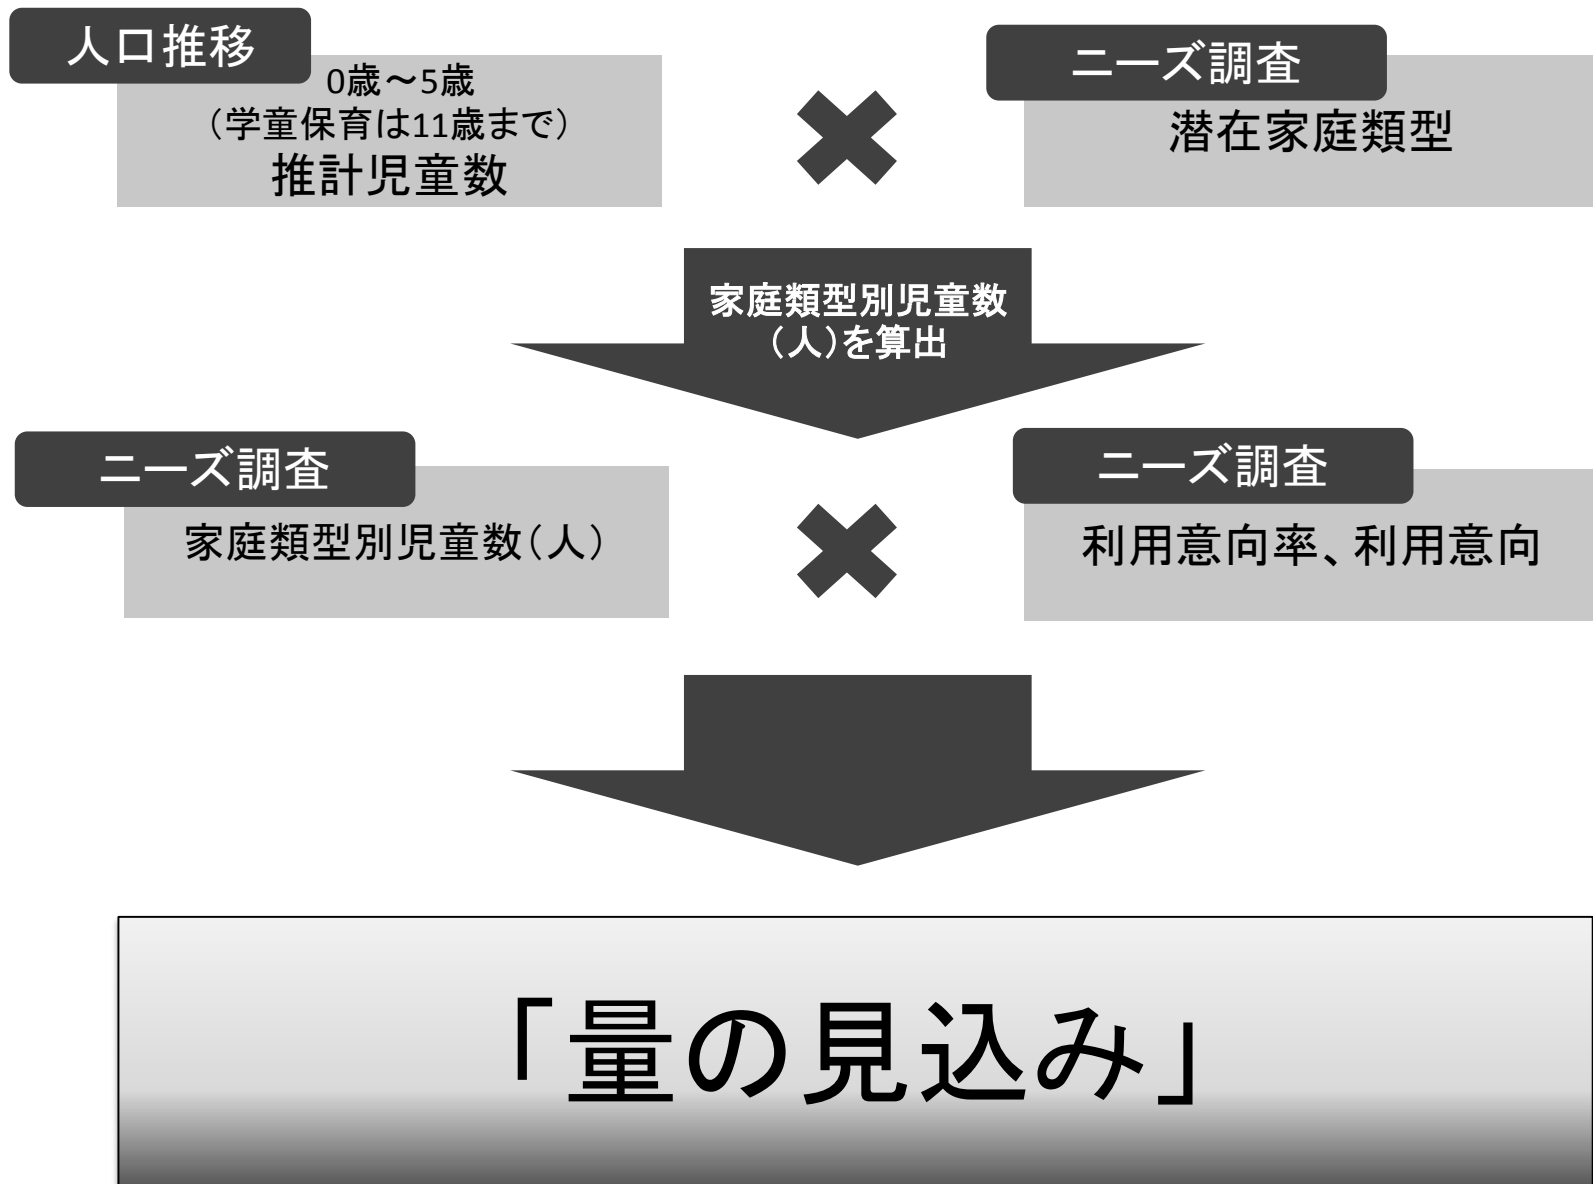 人口推移
0歳～5歳
（学童保育は11歳まで）
推計児童数
ニーズ調査
潜在家庭類型
家庭類型別児童数
（人）を算出
ニーズ調査
家庭類型別児童数（人）
ニーズ調査
利用意向率、利用意向
「量の見込み」